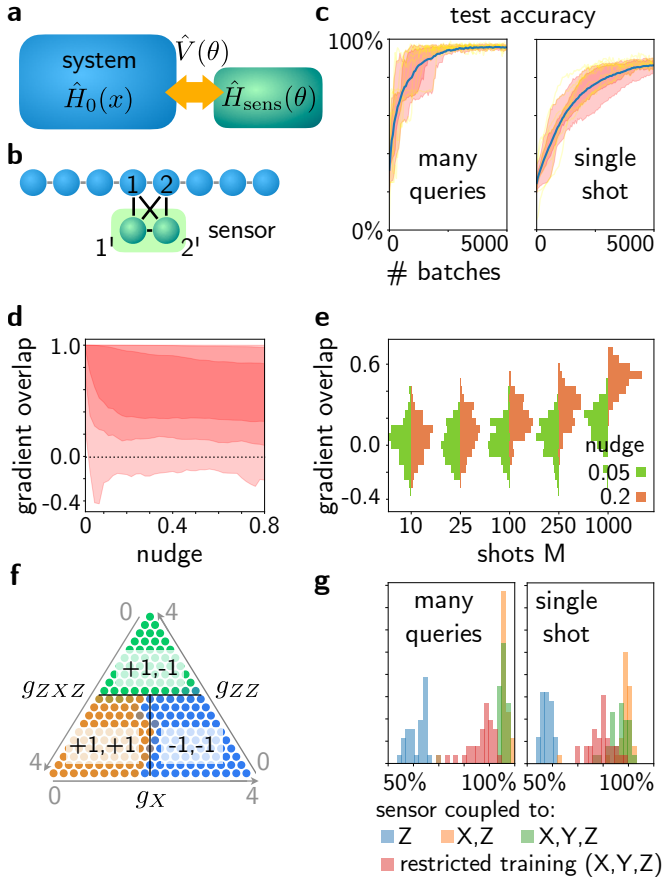 a
system
Ĥ₀(x)
V̂(θ)
Ĥsens(θ)
b
1 2
1' 2'
sensor
c
test accuracy
100%
0%
many
queries
single
shot
0 5000 0 5000
# batches
d
gradient overlap
1.0
0.0
-0.4
0 0.4 0.8
nudge
e
gradient overlap
0.6
0.0
-0.4
nudge
0.05
0.2
10 25 100 250 1000
shots M
f
0 4
gZXZ gZZ
+1,-1
+1,+1 -1,-1
4 0
0 4
gX
g
many
queries
single
shot
50% 100% 50% 100%
sensor coupled to:
Z X,Z X,Y,Z
restricted training (X,Y,Z)